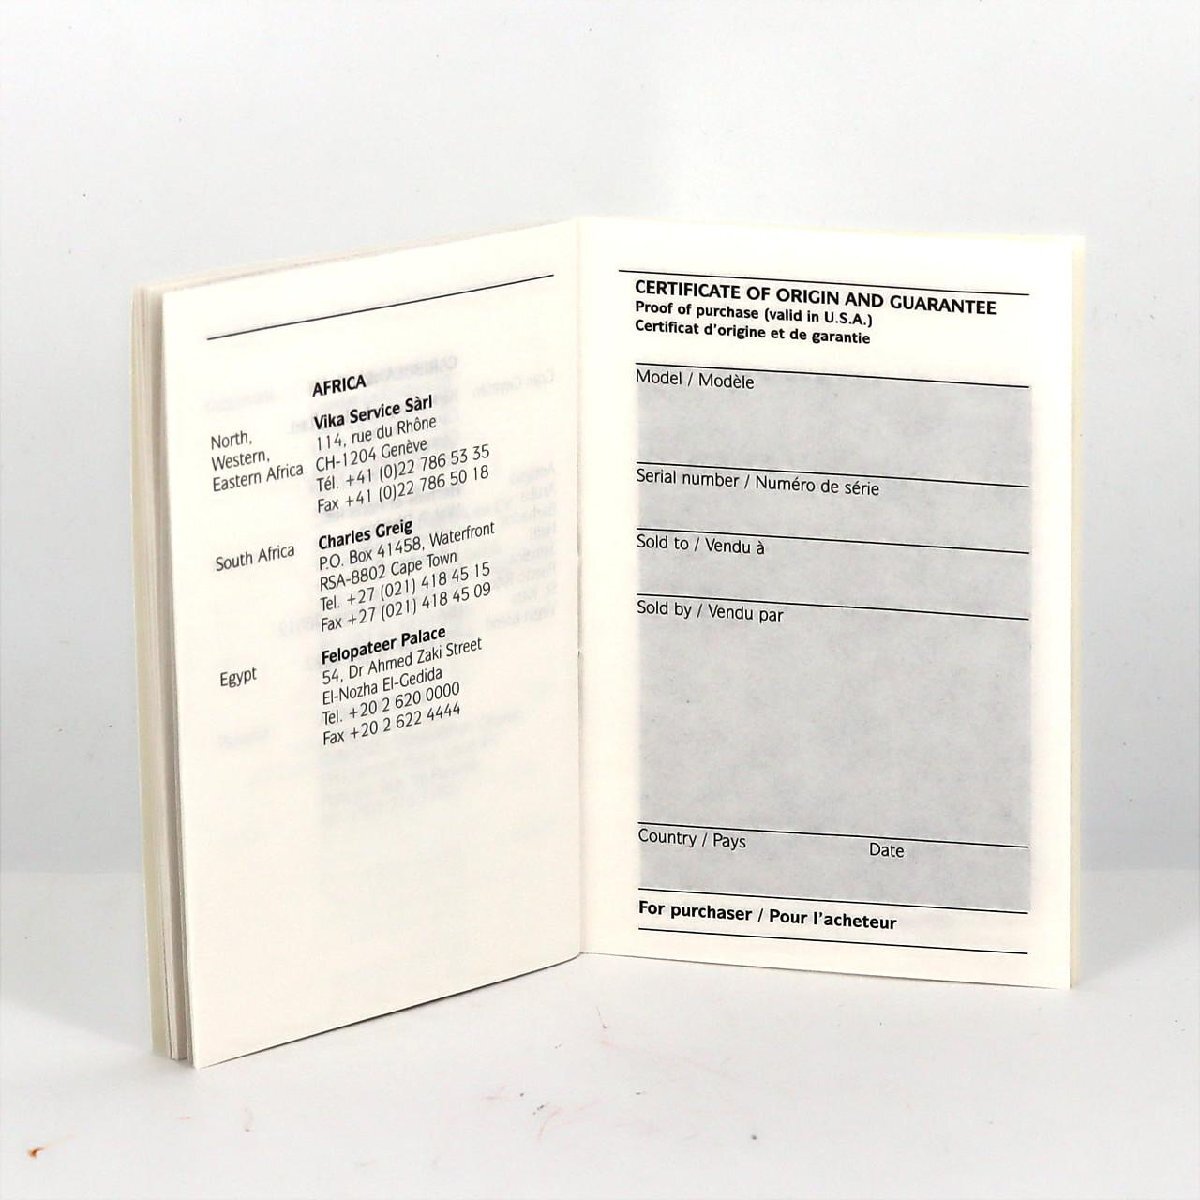 AFRICA
North,
Western,
Eastern Africa
Vika Service Sàrl
114, rue du Rhône
CH-1204 Genève
Tél. +41 (0)22 786 53 35
Fax +41 (0)22 786 50 18
South Africa
Charles Greig
P.O. Box 41458, Waterfront
RSA-8802 Cape Town
Tel. +27 (021) 418 45 15
Fax +27 (021) 418 45 09
Egypt
Felopateer Palace
54, Dr Ahmed Zaki Street
El-Nozha El-Gedida
Tel. +20 2 620 0000
Fax +20 2 622 4444
CERTIFICATE OF ORIGIN AND GUARANTEE
Proof of purchase (valid in U.S.A.)
Certificat d'origine et de garantie
Model / Modèle
Serial number / Numéro de série
Sold to / Vendu à
Sold by / Vendu par
Country / Pays
Date
For purchaser / Pour l'acheteur